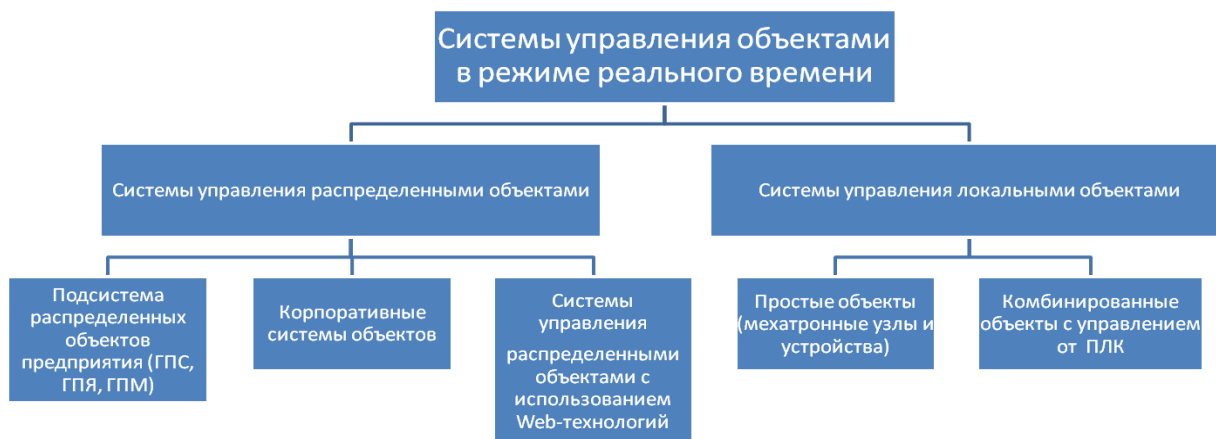 Системы управления объектами
в режиме реального времени
Системы управления распределенными объектами
Системы управления локальными объектами
Подсистема
распределенных
объектов
предприятия (ГПС,
ГПЯ, ГПМ)
Корпоративные
системы объектов
Системы
управления
распределенными
объектами с
использованием
Web-технологий
Простые объекты
(мехатронные узлы и
устройства)
Комбинированные
объекты с управлением
от ПЛК